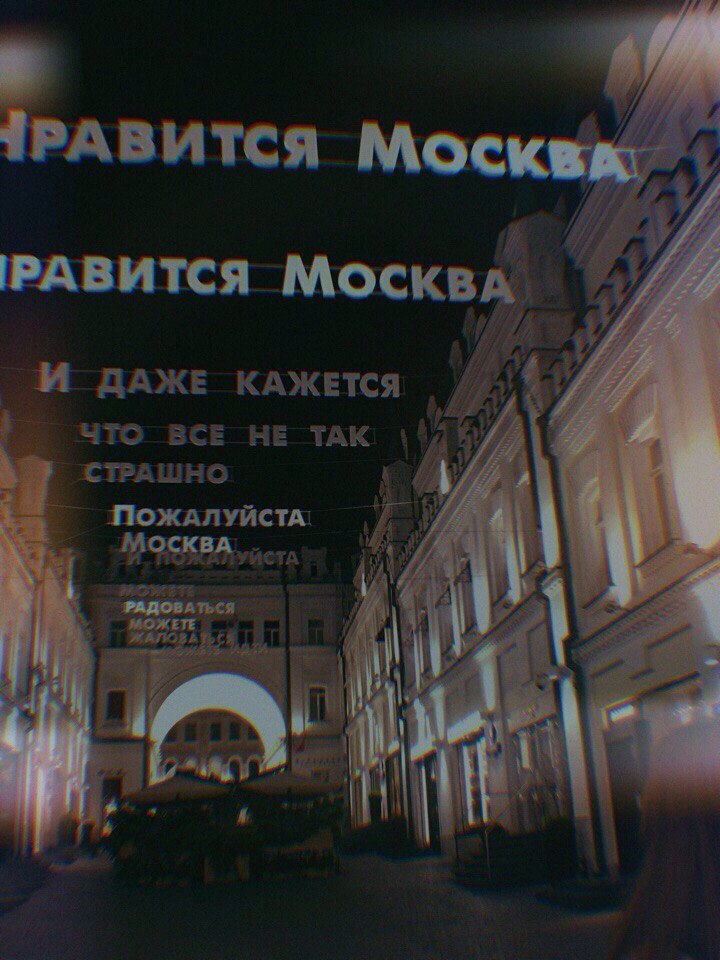 НРАВИТСЯ МОСКВА
НРАВИТСЯ МОСКВА
И ДАЖЕ КАЖЕТСЯ
ЧТО ВСЕ НЕ ТАК
СТРАШНО
ПОЖАЛУЙСТА
МОСКВА
И ПОЖАЛУЙСТА
МОЖЕТЕ
РАДОВАТЬСЯ
МОЖЕТЕ
ЖАЛОВАТЬСЯ